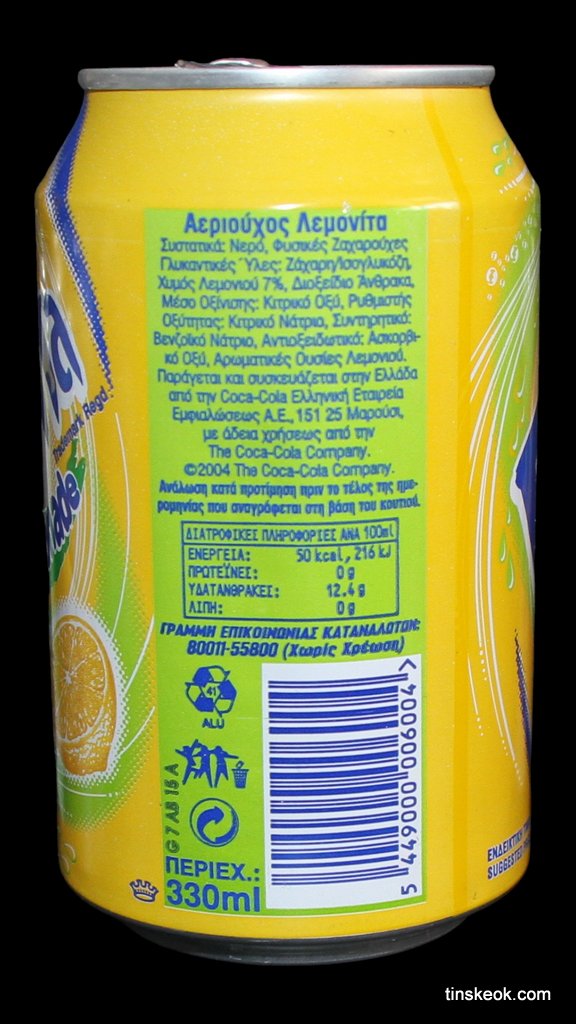 Αεριούχος Λεμονίτα
Συστατικά: Νερό, Φυσικές Ζαχαρούχες
Γλυκαντικές Ύλες: Ζάχαρη/Ισογλυκόζη,
Χυμός Λεμονιού 7%, Διοξείδιο Άνθρακα,
Μέσο Οξίνισης: Κιτρικό Οξύ, Ρυθμιστής
Οξύτητας: Κιτρικό Νάτριο, Συντηρητικό:
Βενζοϊκό Νάτριο, Αντιοξειδωτικό: Ασκορβι-
κό Οξύ, Αρωματικές Ουσίες Λεμονιού.
Παράγεται και συσκευάζεται στην Ελλάδα
από την Coca-Cola Ελληνική Εταιρεία
Εμφιαλώσεως Α.Ε., 151 25 Μαρούσι,
με άδεια χρήσεως από την
The Coca-Cola Company.
©2004 The Coca-Cola Company.
Ανάλωση κατά προτίμηση πριν το τέλος της ημε-
ρομηνίας που αναγράφεται στη βάση του κουτιού.
ΔΙΑΤΡΟΦΙΚΕΣ ΠΛΗΡΟΦΟΡΙΕΣ ΑΝΑ 100ml
ΕΝΕΡΓΕΙΑ: 50 kcal, 216 kJ
ΠΡΩΤΕΪΝΕΣ: 0 g
ΥΔΑΤΑΝΘΡΑΚΕΣ: 12.4 g
ΛΙΠΗ: 0 g
ΓΡΑΜΜΗ ΕΠΙΚΟΙΝΩΝΙΑΣ ΚΑΤΑΝΑΛΩΤΩΝ:
80011-55800 (Χωρίς Χρέωση)
41
ALU
G 7 AB 15 A
ΠΕΡΙΕΧ.:
330ml
5 449000 006004 >
Trademark Regd.
ade
ΕΝΔΕΙΚΤΙΚΗ
SUGGESTED
tinskeok.com